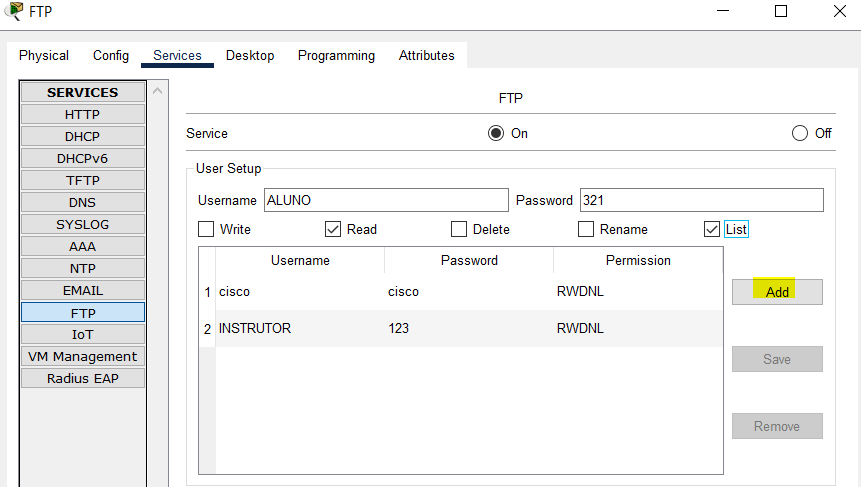 FTP
Physical Config Services Desktop Programming Attributes
SERVICES
HTTP
DHCP
DHCPv6
TFTP
DNS
SYSLOG
AAA
NTP
EMAIL
FTP
IoT
VM Management
Radius EAP
FTP
Service On Off
User Setup
Username ALUNO Password 321
Write Read Delete Rename List
Username Password Permission
1 cisco cisco RWDNL
2 INSTRUTOR 123 RWDNL
Add
Save
Remove